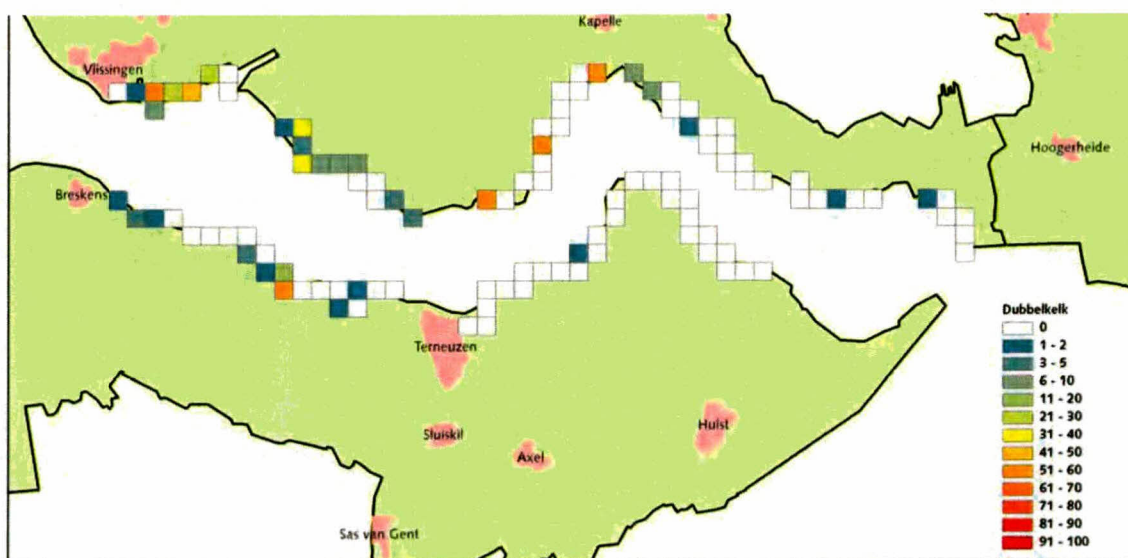 Kapelle
Vlissingen
Hoogerheide
Breskens
Terneuzen
Sluiskil
Axel
Hulst
Sas van Gent
Dubbelkelk
0
1 - 2
3 - 5
6 - 10
11 - 20
21 - 30
31 - 40
41 - 50
51 - 60
61 - 70
71 - 80
81 - 90
91 - 100